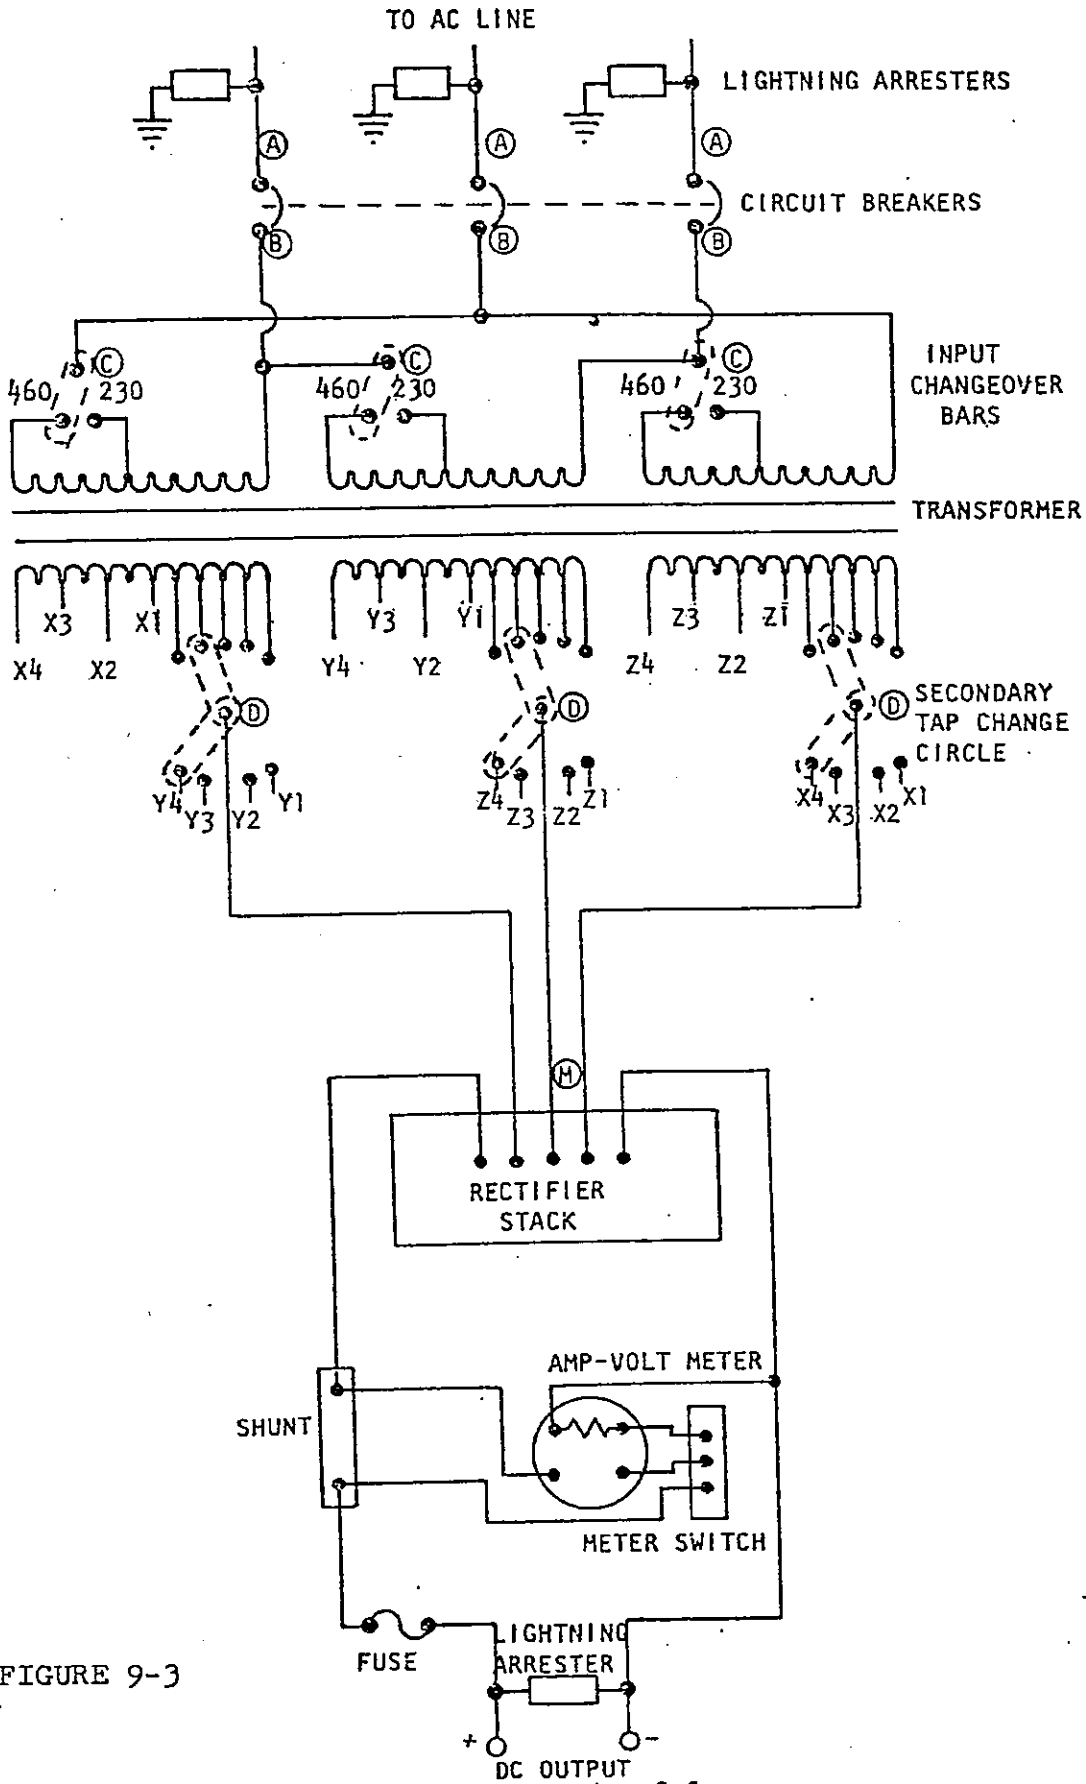 TO AC LINE
LIGHTNING ARRESTERS
A A A
CIRCUIT BREAKERS
B B B
C C C
460 230 460 230 460 230
INPUT
CHANGEOVER
BARS
TRANSFORMER
X4 X3 X2 X1
Y4 Y3 Y2 Y1
Z4 Z3 Z2 Z1
D D D
SECONDARY
TAP CHANGE
CIRCLE
Y4 Y3 Y2 Y1
Z4 Z3 Z2 Z1
X4 X3 X2 X1
M
RECTIFIER
STACK
AMP-VOLT METER
SHUNT
METER SWITCH
FUSE
LIGHTNING
ARRESTER
FIGURE 9-3
+ -
DC OUTPUT